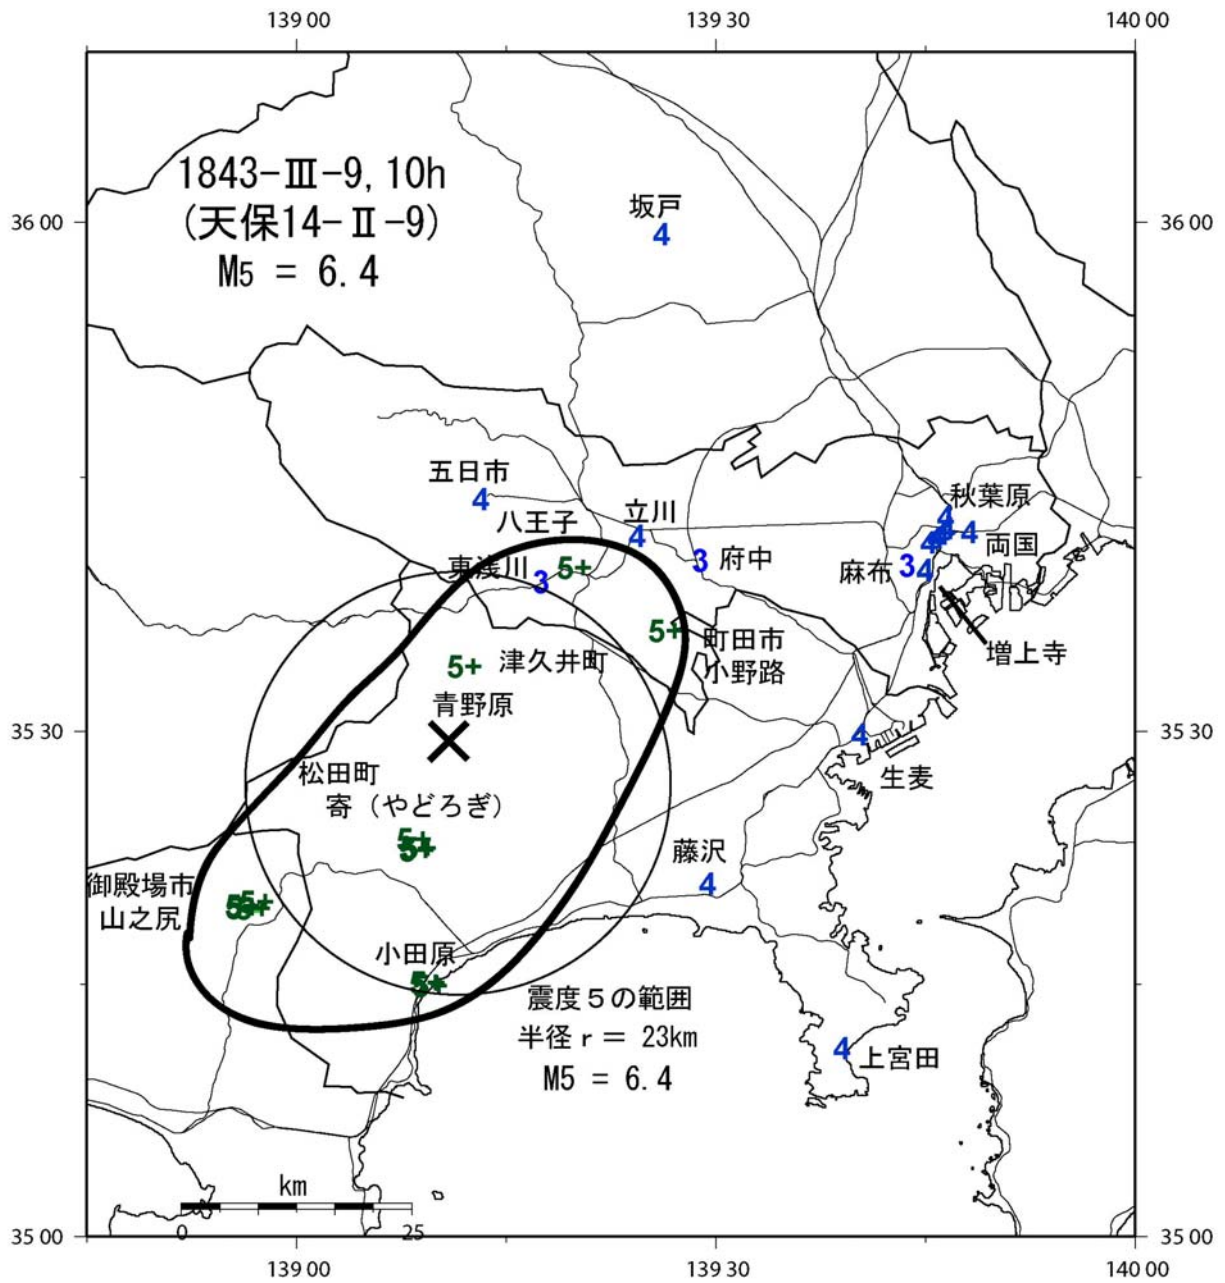 139 00
139 30
140 00
1843-Ⅲ-9, 10h
(天保14-Ⅱ-9)
M5 = 6.4
坂戸
4
36 00
36 00
五日市
4
八王子
5+
立川
4
東浅川
3
3 府中
秋葉原
4
4
4
両国
麻布 3
4
増上寺
5+ 町田市
小野路
5+ 津久井町
青野原
35 30
35 30
4
生麦
松田町
寄（やどろぎ）
5+
5+
藤沢
4
御殿場市
山之尻
5+
小田原
5+
震度５の範囲
半径ｒ＝ 23km
M5 = 6.4
4 上宮田
km
0
25
35 00
35 00
139 00
139 30
140 00